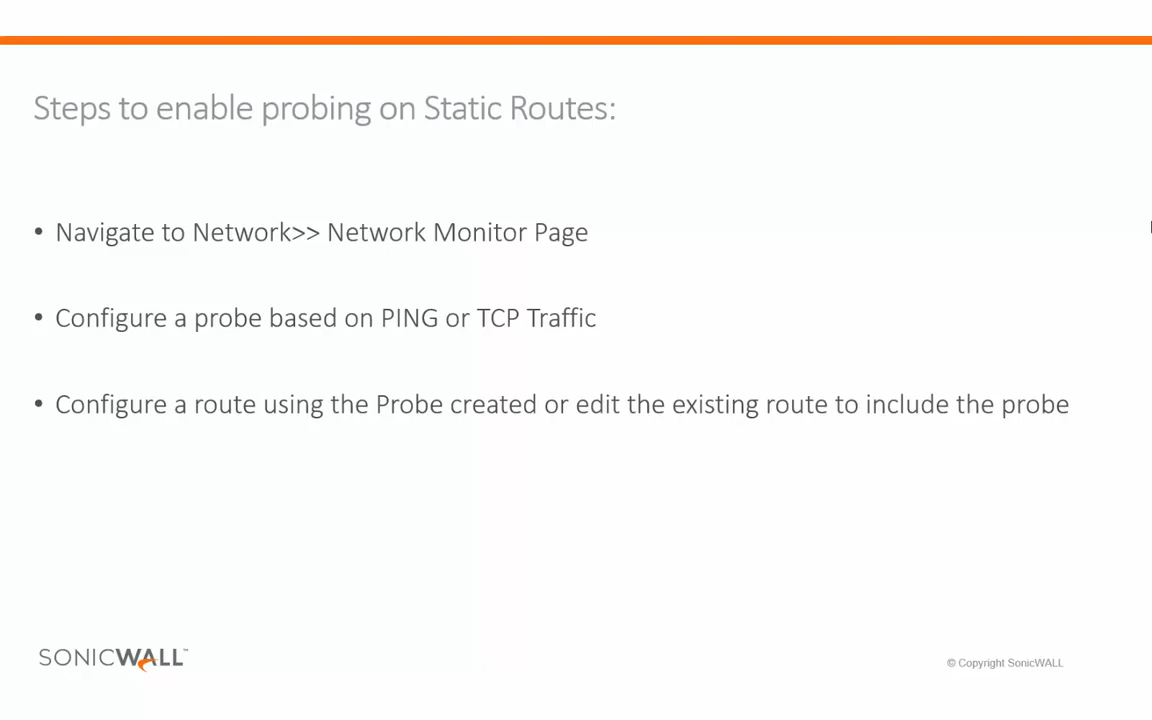 Steps to enable probing on Static Routes:
• Navigate to Network>> Network Monitor Page
• Configure a probe based on PING or TCP Traffic
• Configure a route using the Probe created or edit the existing route to include the probe
SONICWALL™
© Copyright SonicWALL